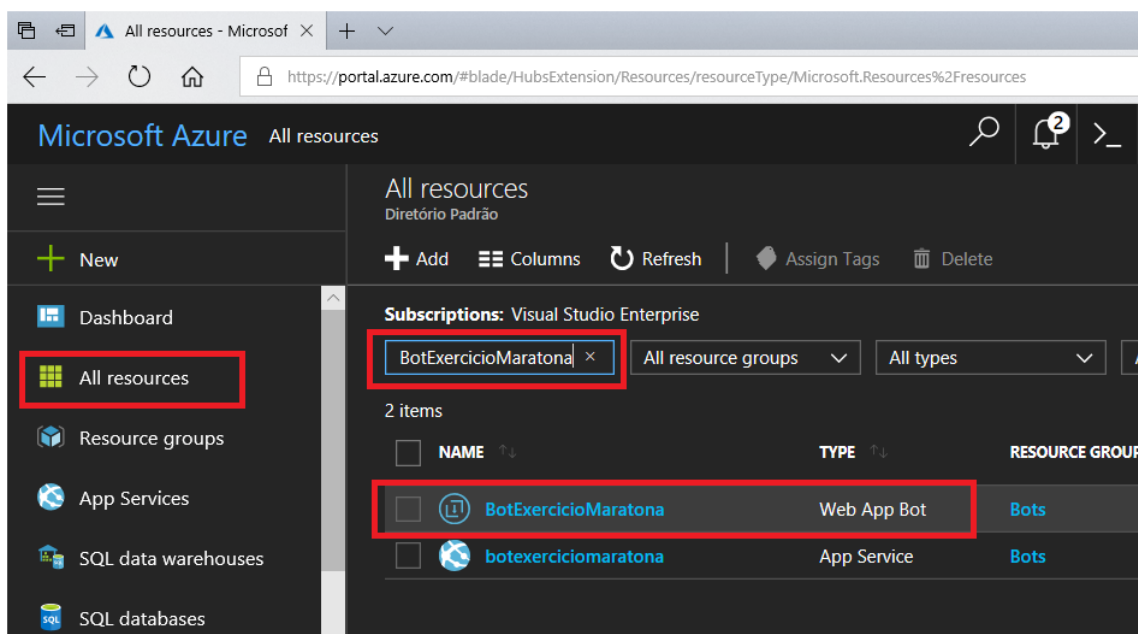 All resources - Microsof
https://portal.azure.com/#blade/HubsExtension/Resources/resourceType/Microsoft.Resources%2Fresources
Microsoft Azure All resources 2
All resources
Diretório Padrão
New
Add Columns Refresh Assign Tags Delete
Dashboard
Subscriptions: Visual Studio Enterprise
BotExercicioMaratona × All resource groups All types
All resources
2 items
Resource groups
NAME TYPE RESOURCE GROUP
App Services
BotExercicioMaratona Web App Bot Bots
SQL data warehouses
botexerciciomaratona App Service Bots
SQL databases